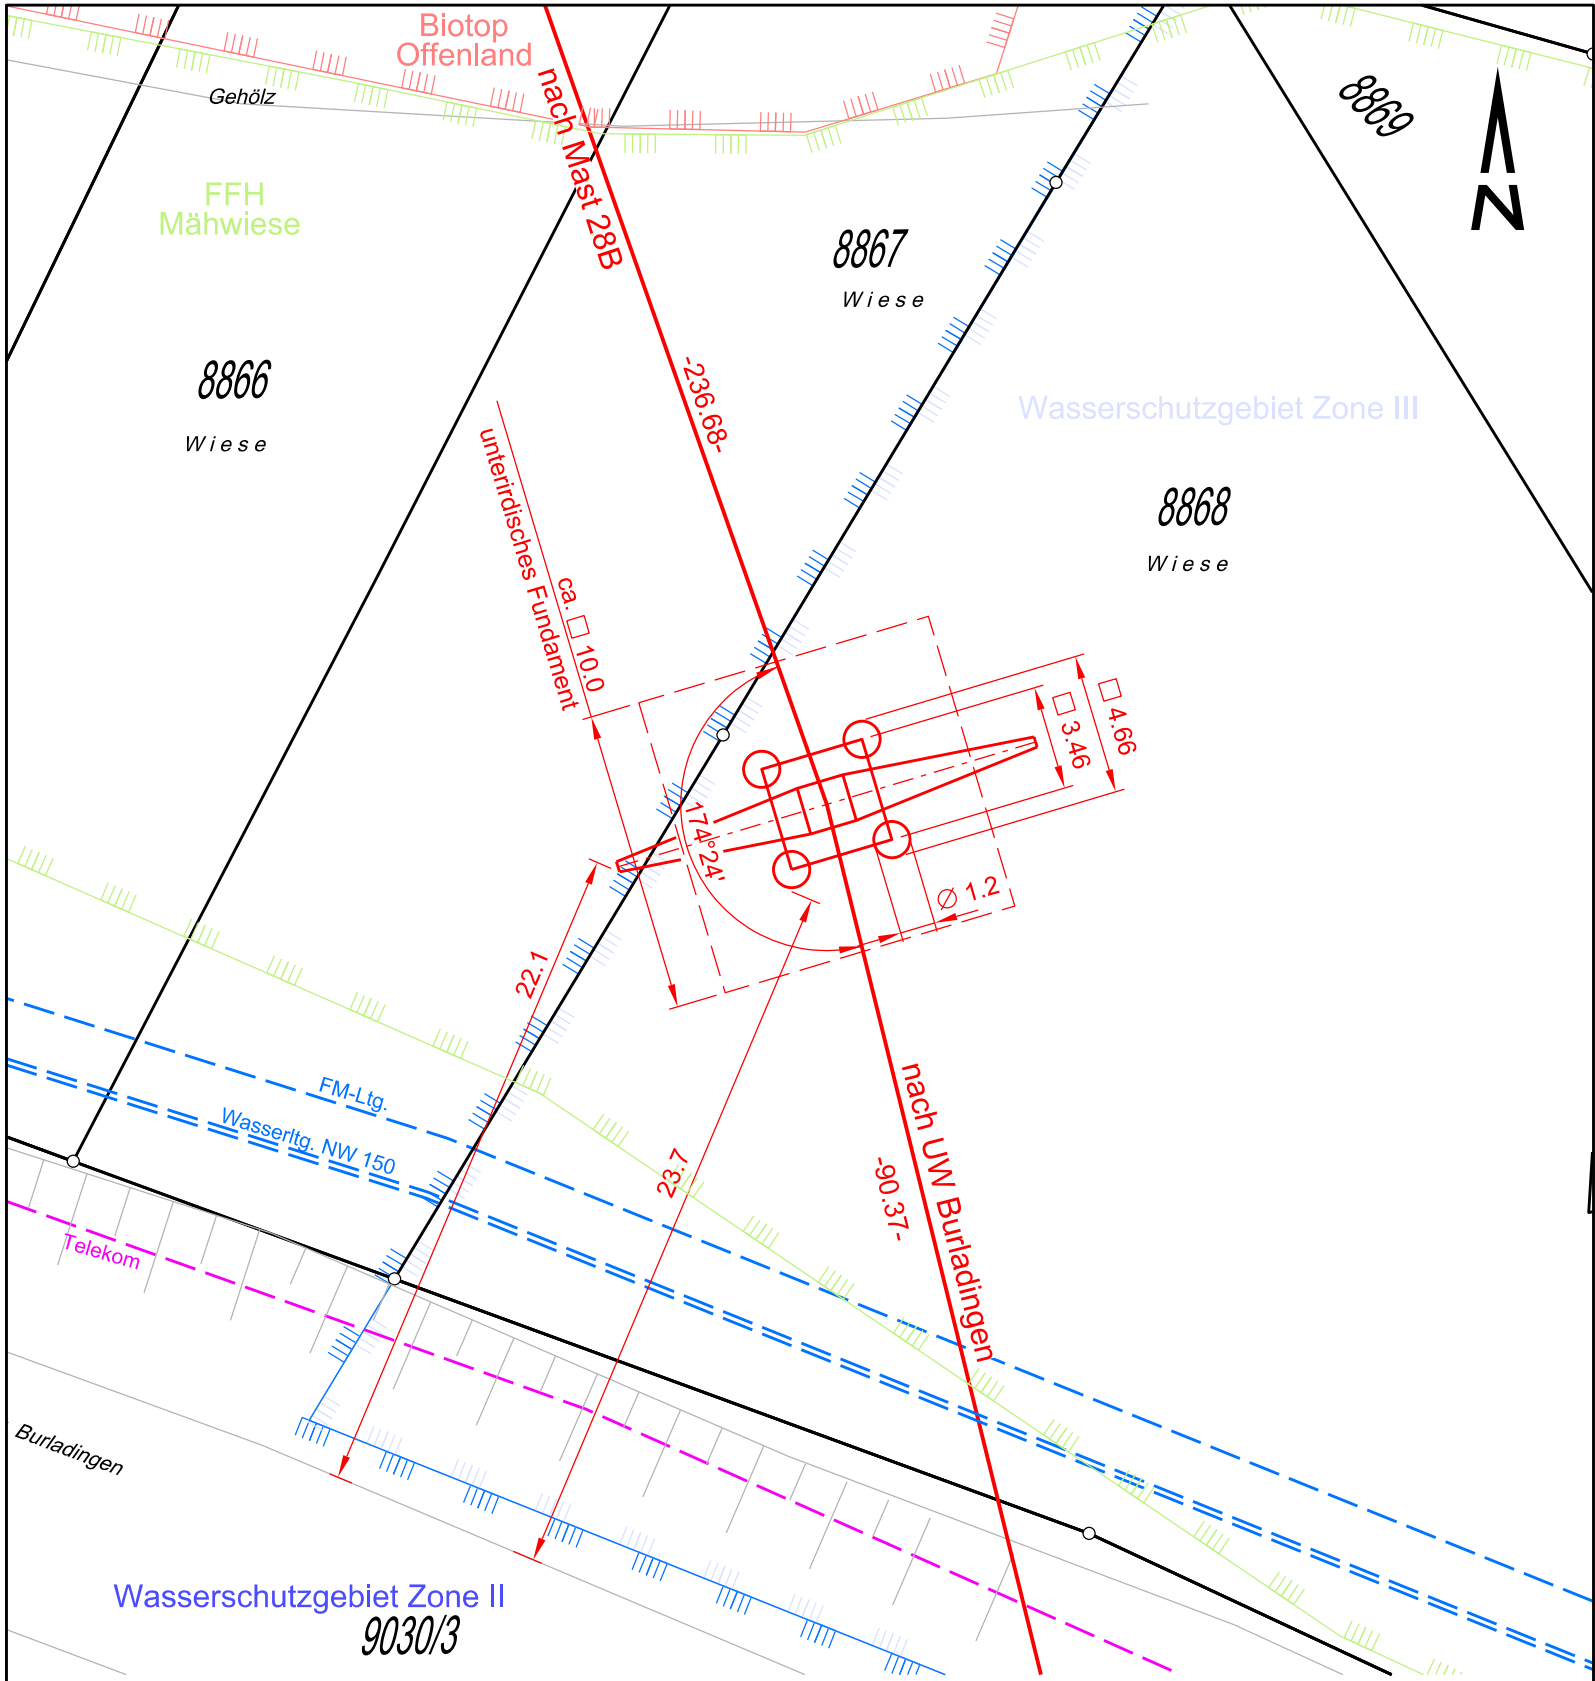 Biotop
Offenland
Gehölz
nach Mast 28B
8869
N
FFH
Mähwiese
8867
Wiese
8866
Wiese
-236.68-
Wasserschutzgebiet Zone III
8868
Wiese
unterirdisches Fundament
ca. □ 10.0
□ 4.66
□ 3.46
174°24'
∅ 1.2
22.1
23.7
FM-Ltg.
Wasserltg. NW 150
nach UW Burladingen
-90.37-
Telekom
Burladingen
Wasserschutzgebiet Zone II
9030/3